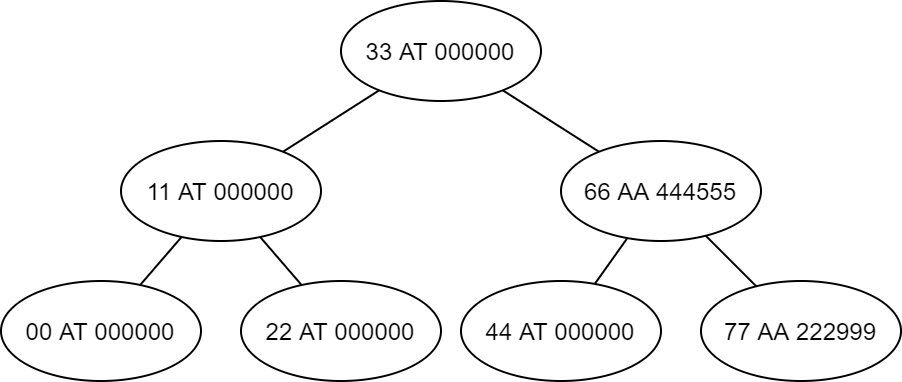 33 AT 000000
11 AT 000000
66 AA 444555
00 AT 000000
22 AT 000000
44 AT 000000
77 AA 222999